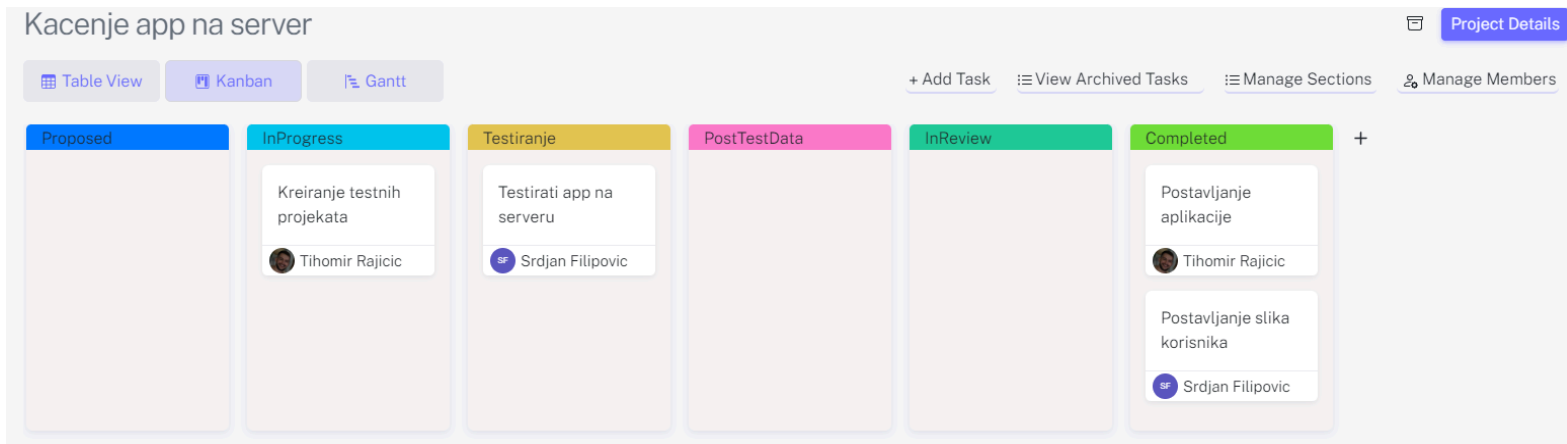 Kacenje app na server
Project Details
Table View
Kanban
Gantt
+ Add Task
View Archived Tasks
Manage Sections
Manage Members
Proposed
InProgress
Testiranje
PostTestData
InReview
Completed
+
Kreiranje testnih
projekata
Tihomir Rajicic
Testirati app na
serveru
SF Srdjan Filipovic
Postavljanje
aplikacije
Tihomir Rajicic
Postavljanje slika
korisnika
SF Srdjan Filipovic